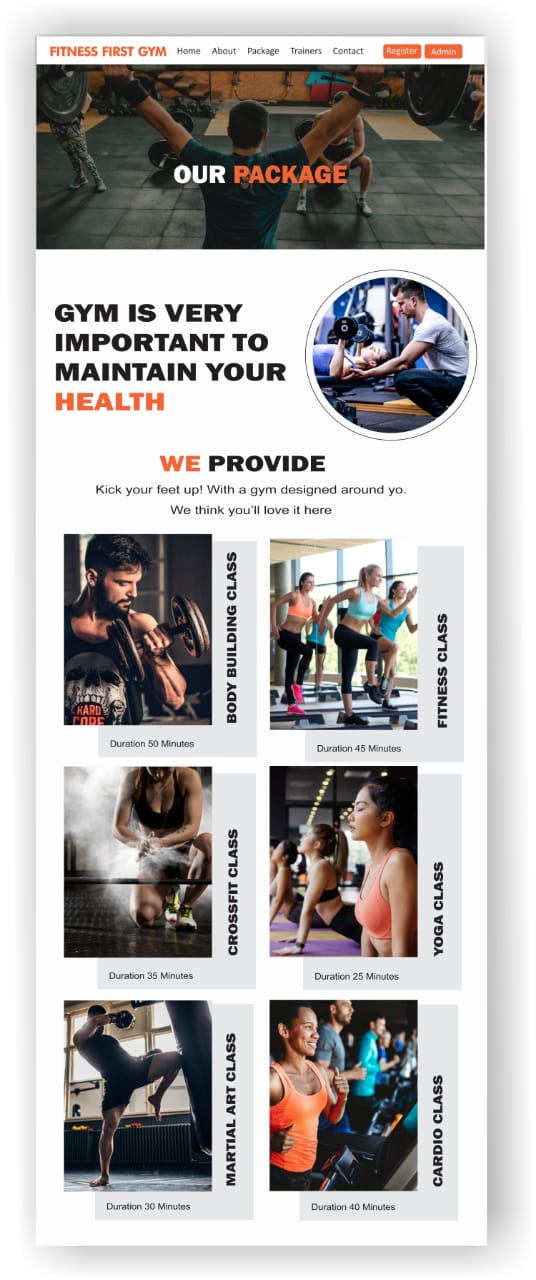 FITNESS FIRST GYM Home About Package Trainers Contact Register Admin
OUR PACKAGE
GYM IS VERY
IMPORTANT TO
MAINTAIN YOUR
HEALTH
WE PROVIDE
Kick your feet up! With a gym designed around yo.
We think you'll love it here
HARD
CORE
BODY BUILDING CLASS
Duration 50 Minutes
FITNESS CLASS
Duration 45 Minutes
CROSSFIT CLASS
Duration 35 Minutes
YOGA CLASS
Duration 25 Minutes
MARTIAL ART CLASS
Duration 30 Minutes
CARDIO CLASS
Duration 40 Minutes